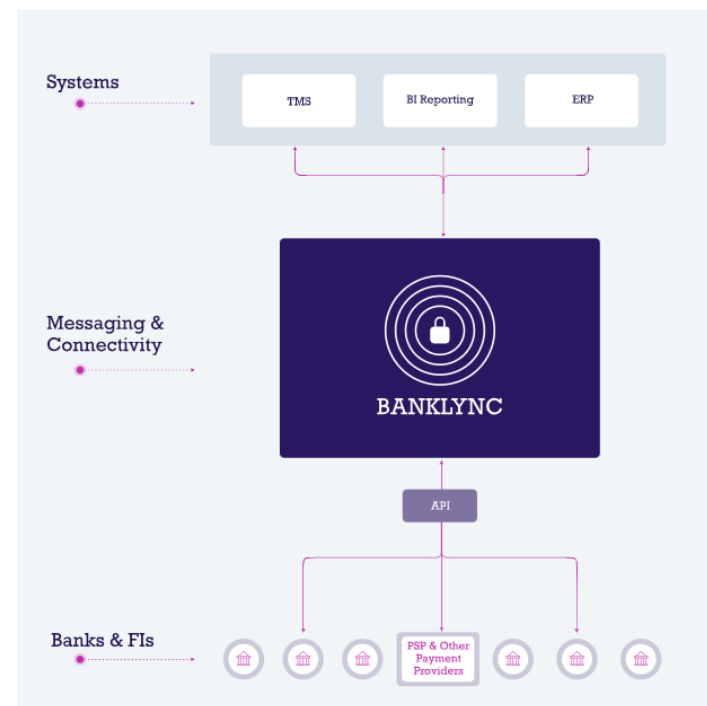 Systems
TMS
BI Reporting
ERP
Messaging &
Connectivity
BANKLYNC
API
Banks & FIs
PSP & Other
Payment
Providers